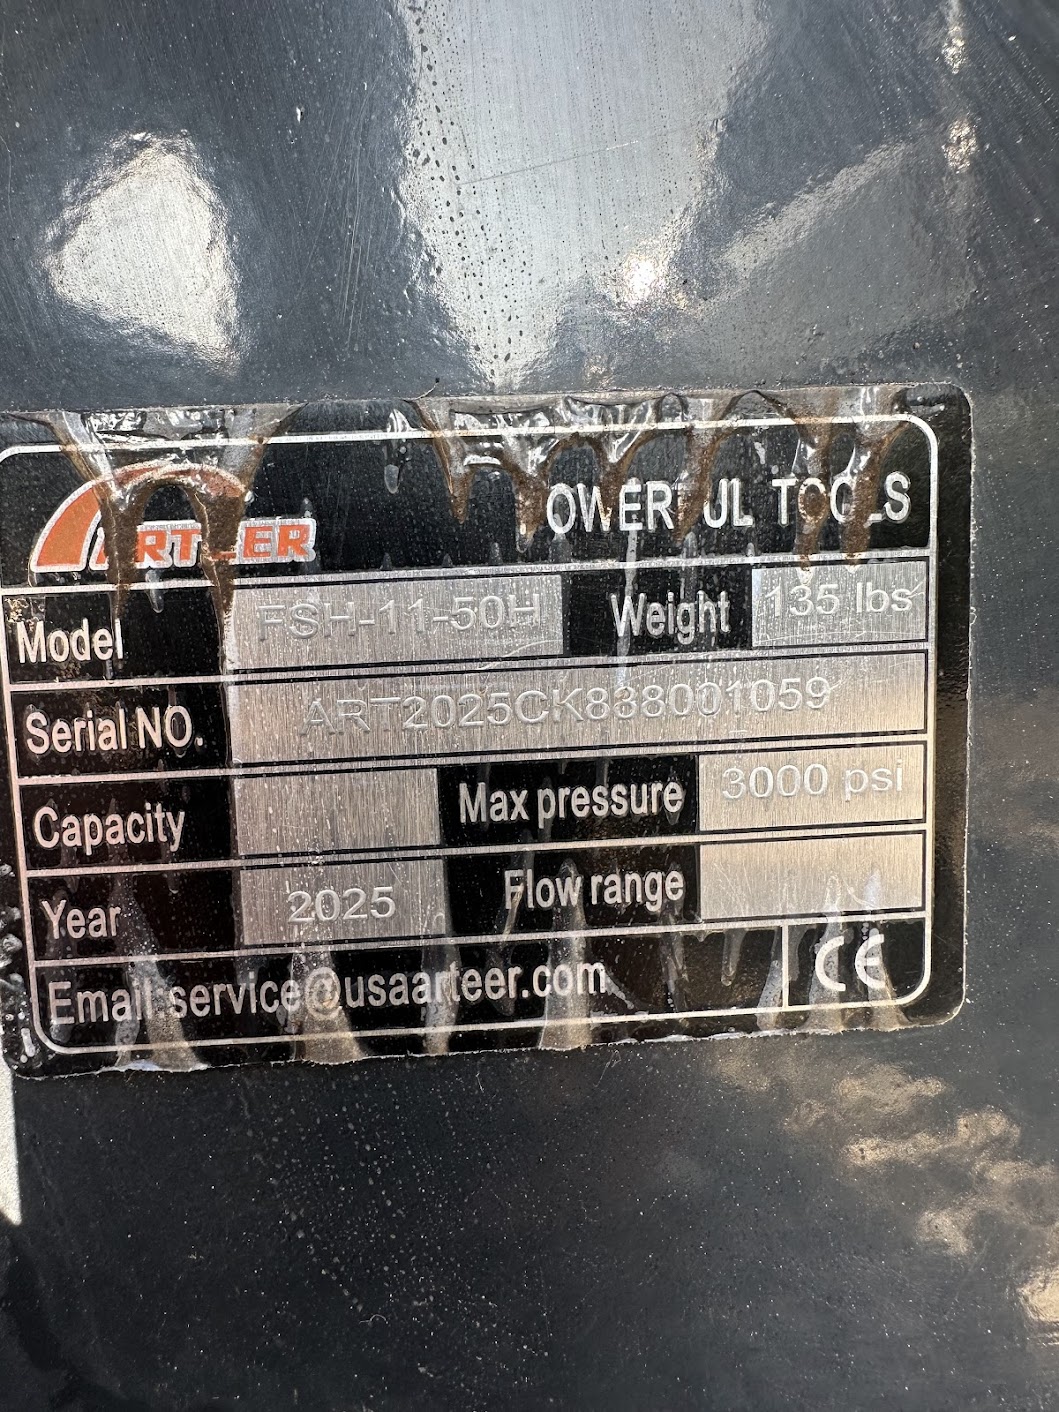 ARTEER OWERFUL TOOLS
Model FSH-11-50H Weight 135 lbs
Serial NO. ART2025CK838001059
Capacity Max pressure 3000 psi
Year 2025 Flow range
Email:service@usaarteer.com CE